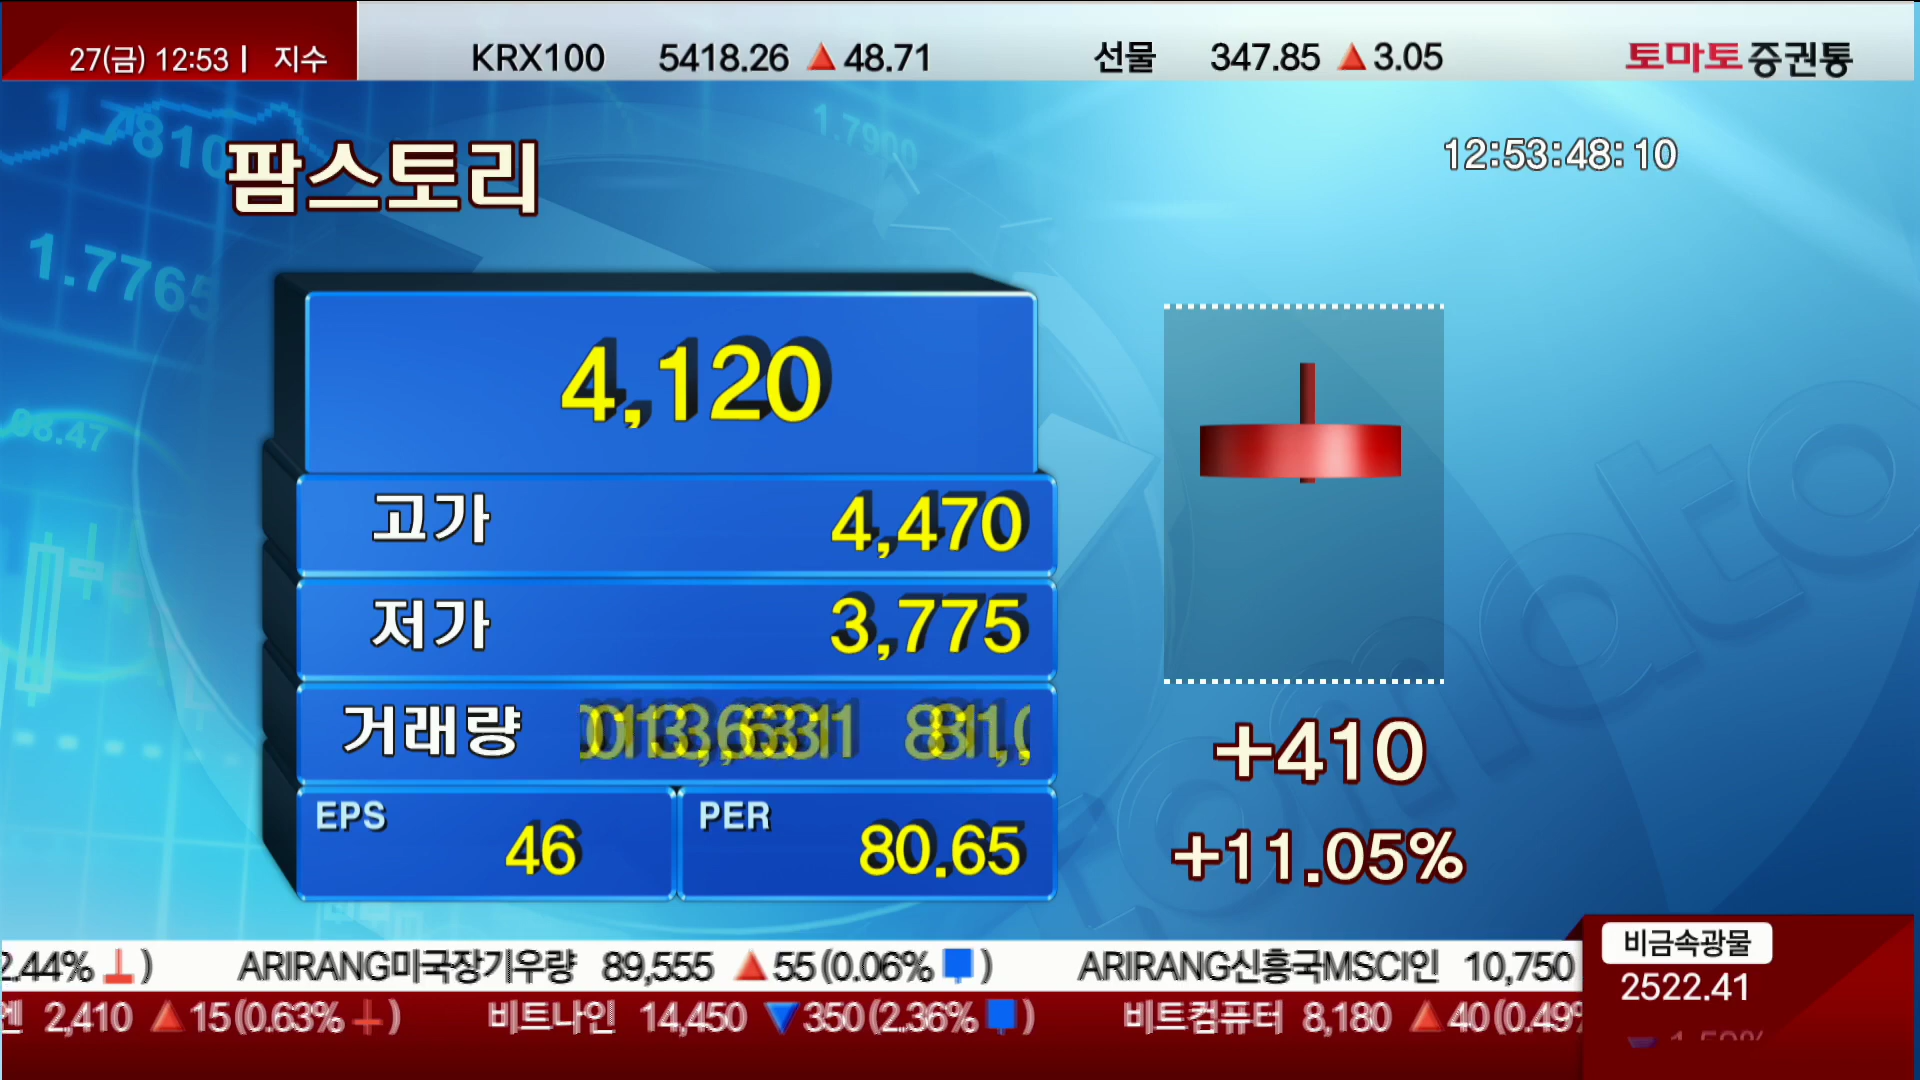 27(금) 12:53 | 지수 KRX100 5418.26 ▲ 48.71 선물 347.85 ▲ 3.05 토마토증권통
팜스토리
12:53:48:10
4,120
고가 4,470
저가 3,775
거래량
EPS 46 PER 80.65
+410
+11.05%
2.44% ) ARIRANG미국장기우량 89,555 ▲ 55 (0.06% ) ARIRANG신흥국MSCI인 10,750
2,410 ▲ 15 (0.63% ) 비트나인 14,450 ▼ 350 (2.36% ) 비트컴퓨터 8,180 ▲ 40 (0.49%
비금속광물
2522.41